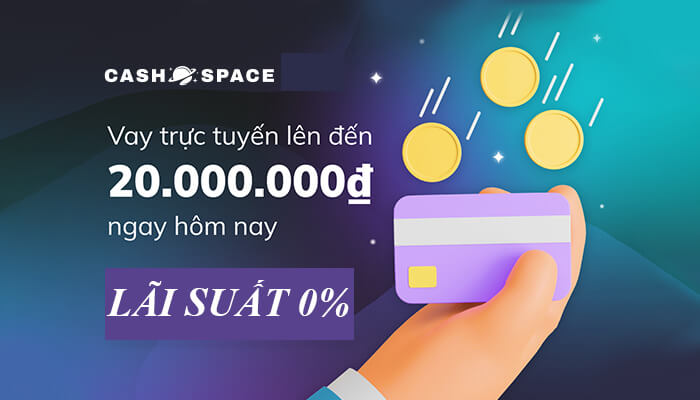 CASH SPACE
Vay trực tuyến lên đến
20.000.000₫
ngay hôm nay
LÃI SUẤT 0%